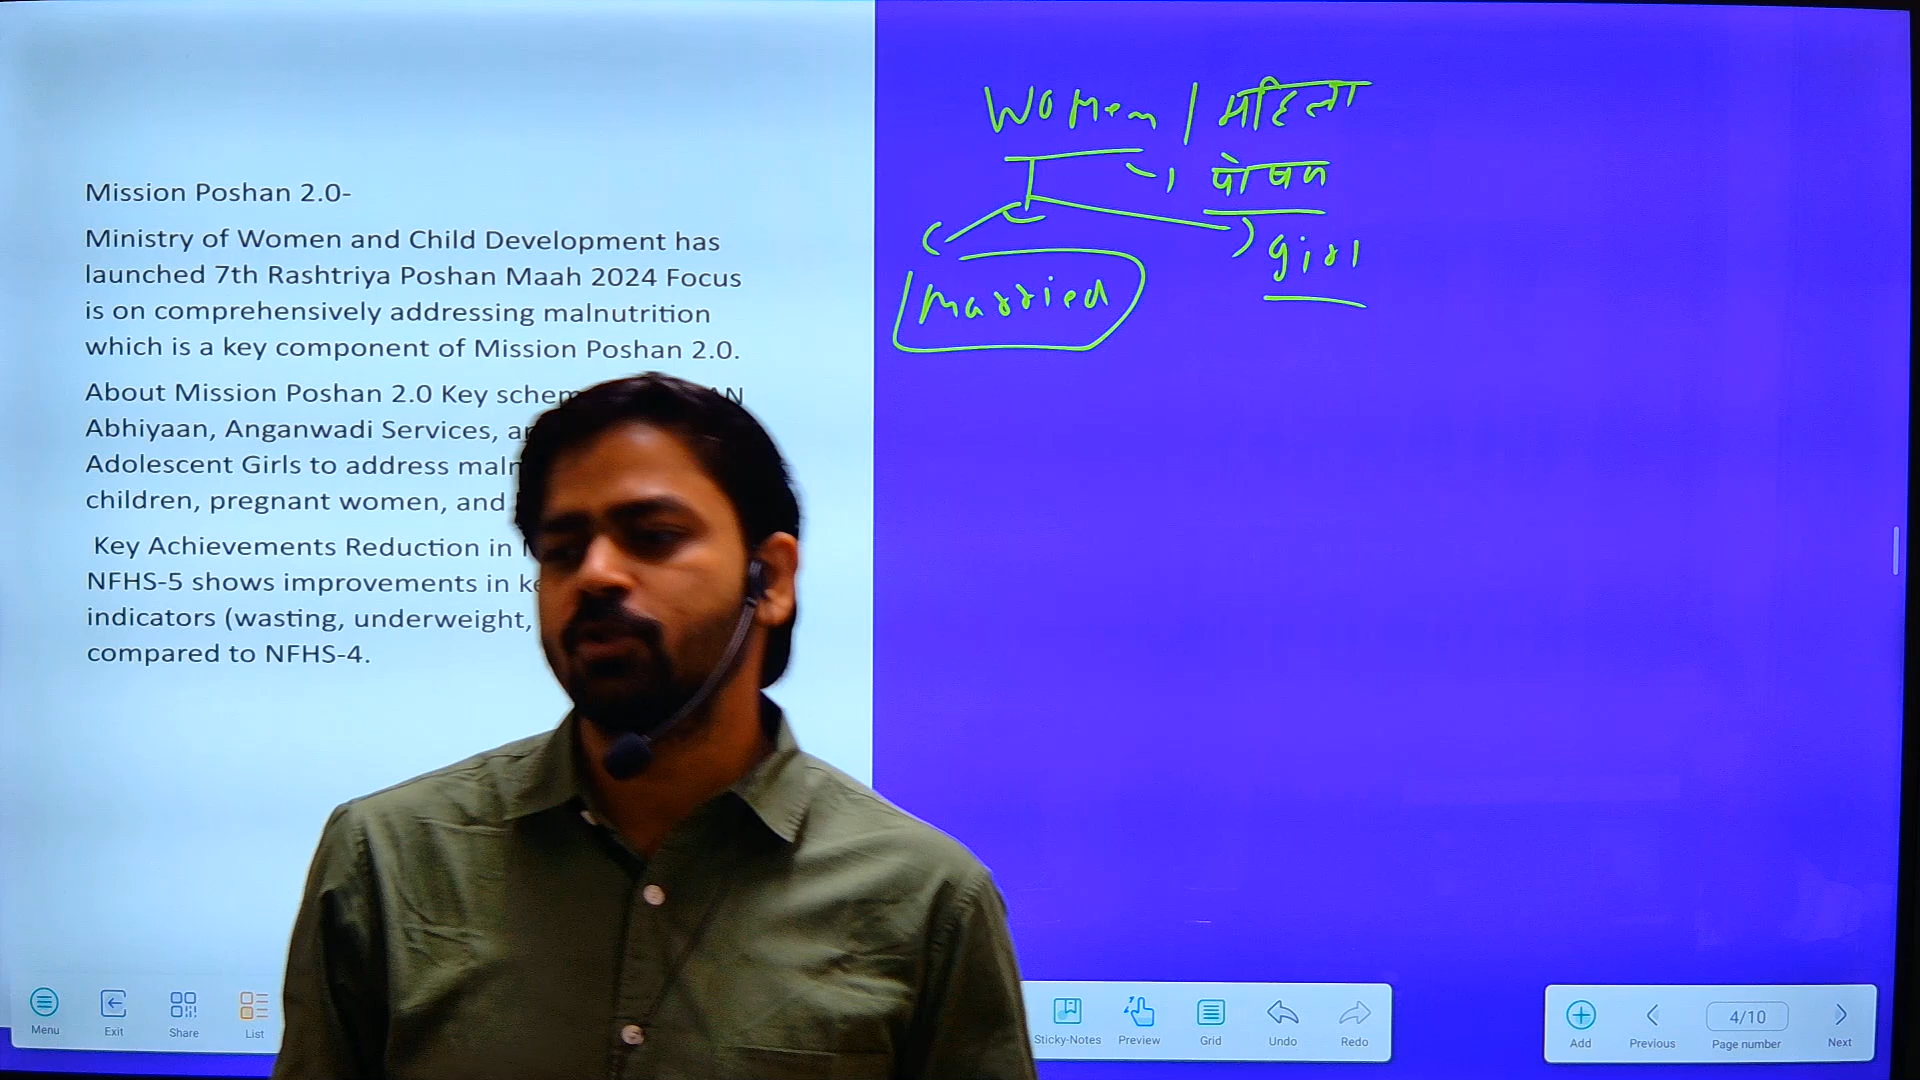 Mission Poshan 2.0-
Ministry of Women and Child Development has
launched 7th Rashtriya Poshan Maah 2024 Focus
is on comprehensively addressing malnutrition
which is a key component of Mission Poshan 2.0.
About Mission Poshan 2.0 Key
Abhiyaan, Anganwadi Services,
Adolescent Girls to address
children, pregnant women, and
Key Achievements Reduction in
NFHS-5 shows improvements in
indicators (wasting, underweight,
compared to NFHS-4.
Women / महिला
पोषण
girl
Married
Menu
Exit
Share
List
Sticky-Notes
Preview
Grid
Undo
Redo
Add
Previous
4/10
Page number
Next